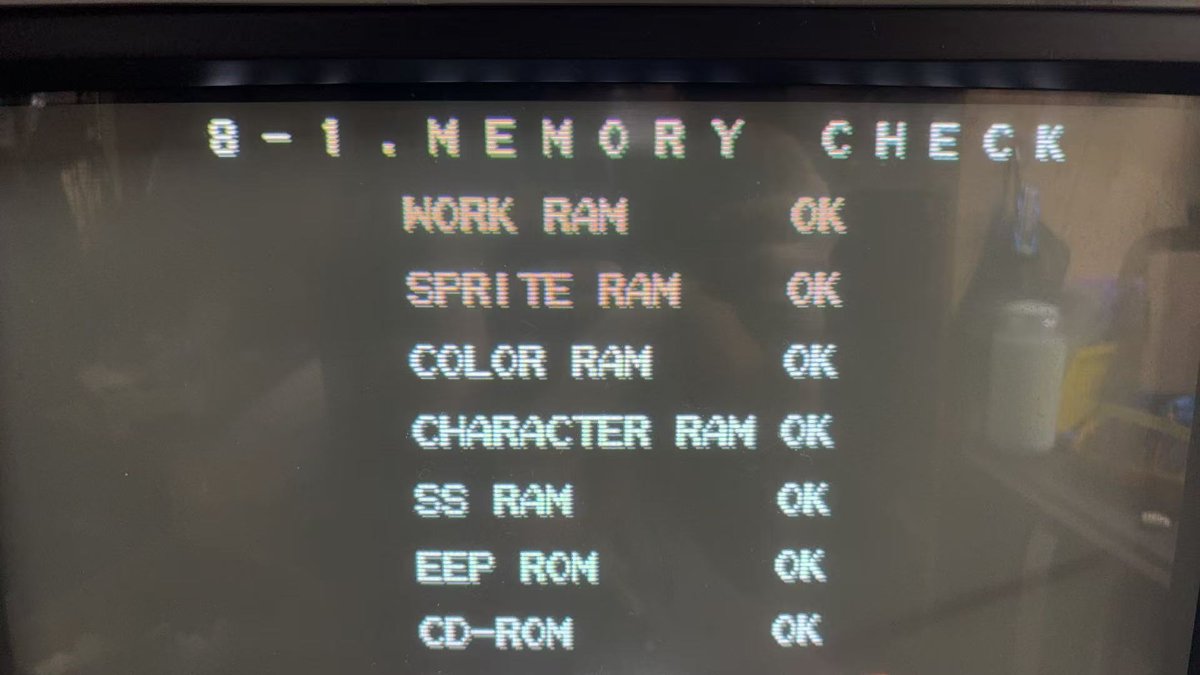 8-1.MEMORY CHECK
WORK RAM OK
SPRITE RAM OK
COLOR RAM OK
CHARACTER RAM OK
SS RAM OK
EEP ROM OK
CD-ROM OK